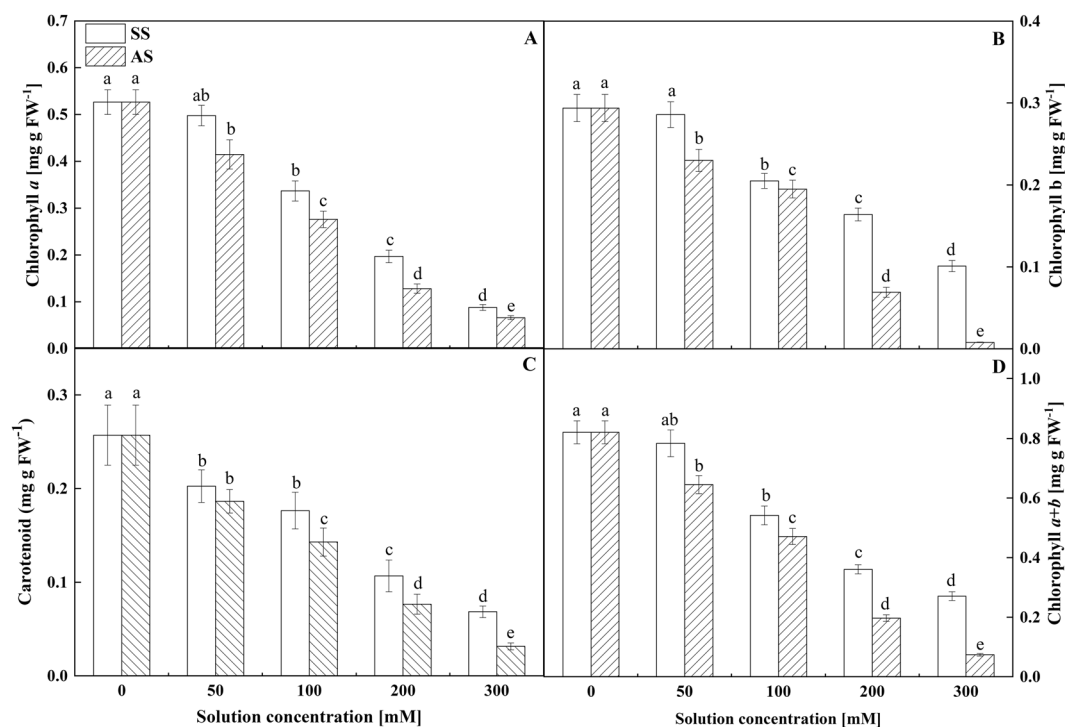 SS
AS
A
Chlorophyll a [mg g FW⁻¹]
0.7
0.6
0.5
0.4
0.3
0.2
0.1
0.0
a a ab b b c c d d e
B
Chlorophyll b [mg g FW⁻¹]
0.4
0.3
0.2
0.1
0.0
a a a b b c c d d e
C
Carotenoid (mg g FW⁻¹)
0.3
0.2
0.1
0.0
a a b b b c c d d e
0 50 100 200 300
Solution concentration [mM]
D
Chlorophyll a+b [mg g FW⁻¹]
1.0
0.8
0.6
0.4
0.2
0.0
a a ab b b c c d d e
0 50 100 200 300
Solution concentration [mM]